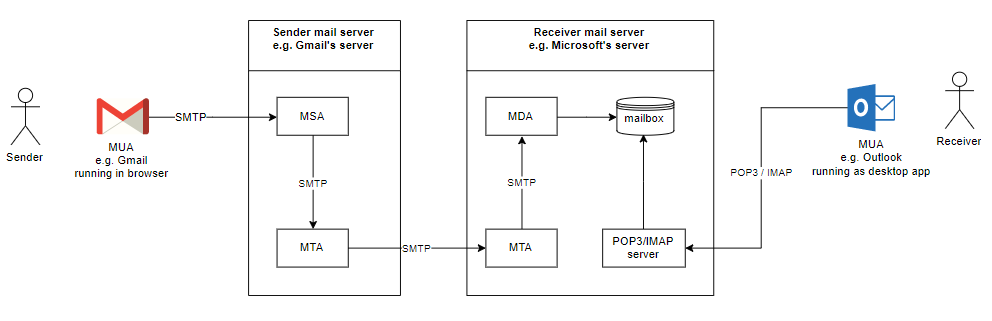 Sender mail server
e.g. Gmail's server
Receiver mail server
e.g. Microsoft's server
Sender
MUA
e.g. Gmail
running in browser
SMTP
MSA
SMTP
MTA
SMTP
MTA
SMTP
MDA
mailbox
POP3/IMAP
server
POP3 / IMAP
O
MUA
e.g. Outlook
running as desktop app
Receiver